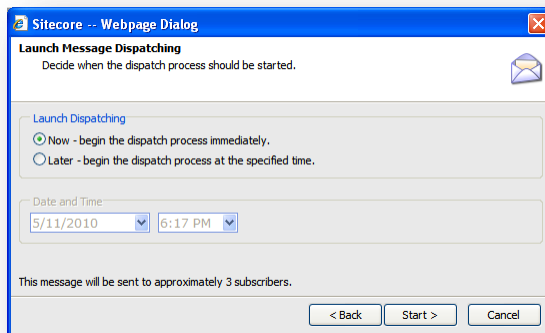 Sitecore -- Webpage Dialog
Launch Message Dispatching
Decide when the dispatch process should be started.
Launch Dispatching
Now - begin the dispatch process immediately.
Later - begin the dispatch process at the specified time.
Date and Time
5/11/2010 6:17 PM
This message will be sent to approximately 3 subscribers.
< Back Start > Cancel